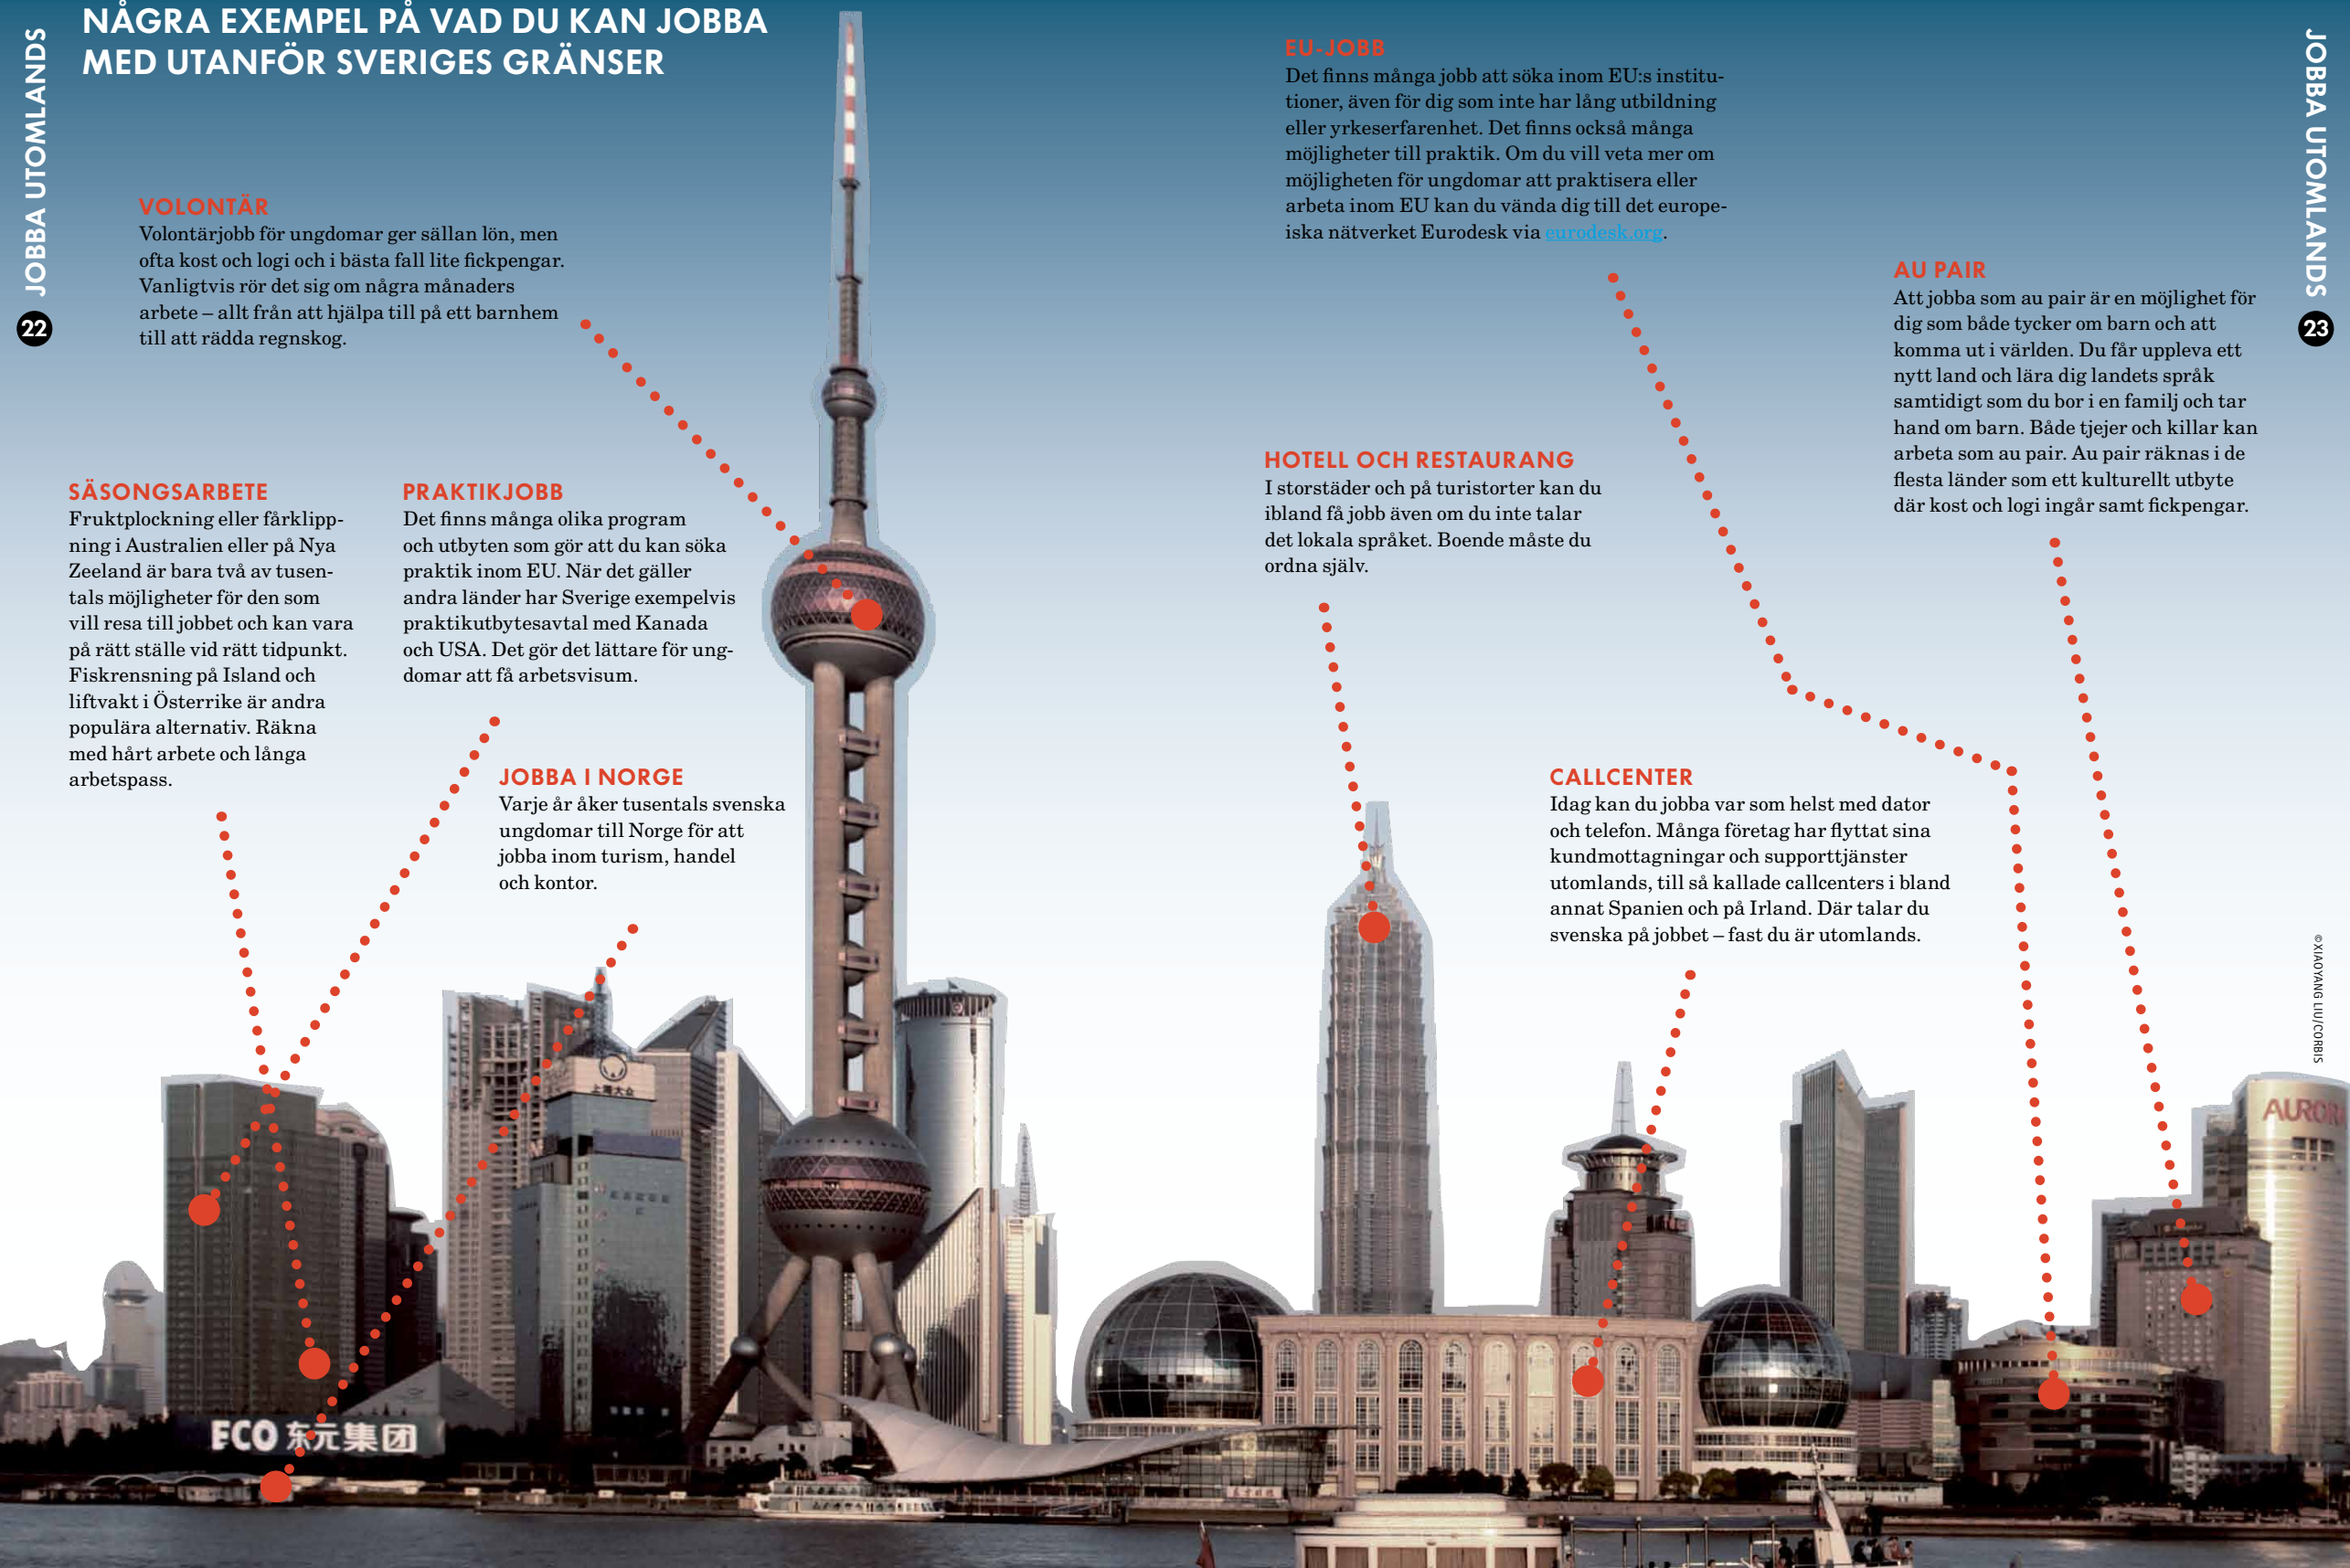 NÅGRA EXEMPEL PÅ VAD DU KAN JOBBA
MED UTANFÖR SVERIGES GRÄNSER
JOBBA UTOMLANDS
22
VOLONTÄR
Volontärjobb för ungdomar ger sällan lön, men
ofta kost och logi och i bästa fall lite fickpengar.
Vanligtvis rör det sig om några månaders
arbete – allt från att hjälpa till på ett barnhem
till att rädda regnskog.
SÄSONGSARBETE
Fruktplockning eller fårklipp-
ning i Australien eller på Nya
Zeeland är bara två av tusen-
tals möjligheter för den som
vill resa till jobbet och kan vara
på rätt ställe vid rätt tidpunkt.
Fiskrensning på Island och
liftvakt i Österrike är andra
populära alternativ. Räkna
med hårt arbete och långa
arbetspass.
PRAKTIKJOBB
Det finns många olika program
och utbyten som gör att du kan söka
praktik inom EU. När det gäller
andra länder har Sverige exempelvis
praktikutbytesavtal med Kanada
och USA. Det gör det lättare för ung-
domar att få arbetsvisum.
JOBBA I NORGE
Varje år åker tusentals svenska
ungdomar till Norge för att
jobba inom turism, handel
och kontor.
上海大众
东元集团
EU-JOBB
Det finns många jobb att söka inom EU:s institu-
tioner, även för dig som inte har lång utbildning
eller yrkeserfarenhet. Det finns också många
möjligheter till praktik. Om du vill veta mer om
möjligheten för ungdomar att praktisera eller
arbeta inom EU kan du vända dig till det europe-
iska nätverket Eurodesk via eurodesk.org.
HOTELL OCH RESTAURANG
I storstäder och på turistorter kan du
ibland få jobb även om du inte talar
det lokala språket. Boende måste du
ordna själv.
CALLCENTER
Idag kan du jobba var som helst med dator
och telefon. Många företag har flyttat sina
kundmottagningar och supporttjänster
utomlands, till så kallade callcenters i bland
annat Spanien och på Irland. Där talar du
svenska på jobbet – fast du är utomlands.
AU PAIR
Att jobba som au pair är en möjlighet för
dig som både tycker om barn och att
komma ut i världen. Du får uppleva ett
nytt land och lära dig landets språk
samtidigt som du bor i en familj och tar
hand om barn. Både tjejer och killar kan
arbeta som au pair. Au pair räknas i de
flesta länder som ett kulturellt utbyte
där kost och logi ingår samt fickpengar.
JOBBA UTOMLANDS
23
©XIAOYANG LIU/CORBIS
AURORA